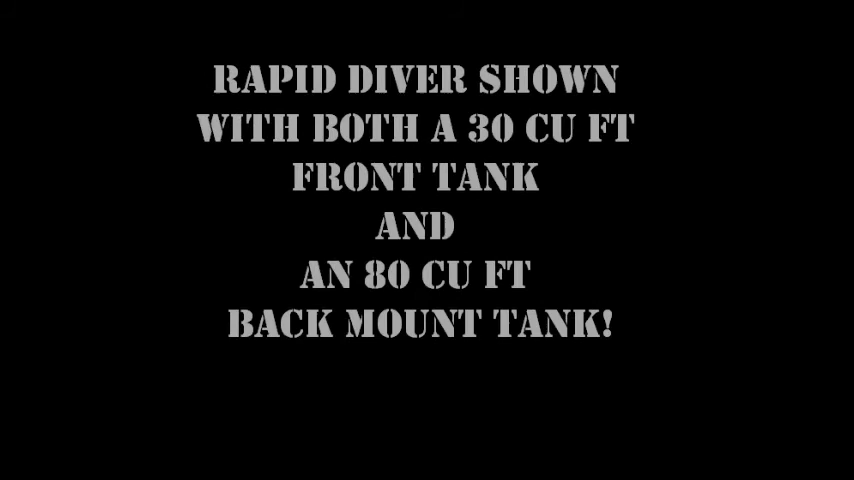 RAPID DIVER SHOWN
WITH BOTH A 30 CU FT
FRONT TANK
AND
AN 80 CU FT
BACK MOUNT TANK!